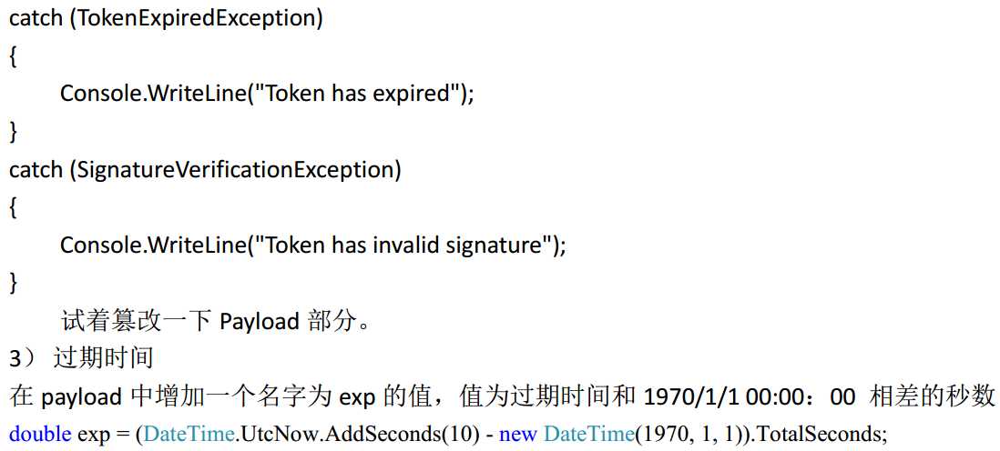 catch (TokenExpiredException)
{
Console.WriteLine("Token has expired");
}
catch (SignatureVerificationException)
{
Console.WriteLine("Token has invalid signature");
}
试着篡改一下 Payload 部分。
3） 过期时间
在 payload 中增加一个名字为 exp 的值，值为过期时间和 1970/1/1 00:00：00 相差的秒数
double exp = (DateTime.UtcNow.AddSeconds(10) - new DateTime(1970, 1, 1)).TotalSeconds;